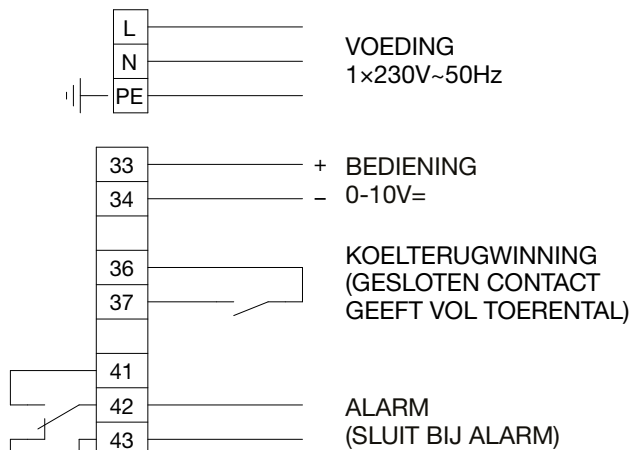 L
N
PE
VOEDING
1×230V~50Hz
33
34
+
−
BEDIENING
0-10V=
36
37
KOELTERUGWINNING
(GESLOTEN CONTACT
GEEFT VOL TOERENTAL)
41
42
43
ALARM
(SLUIT BIJ ALARM)